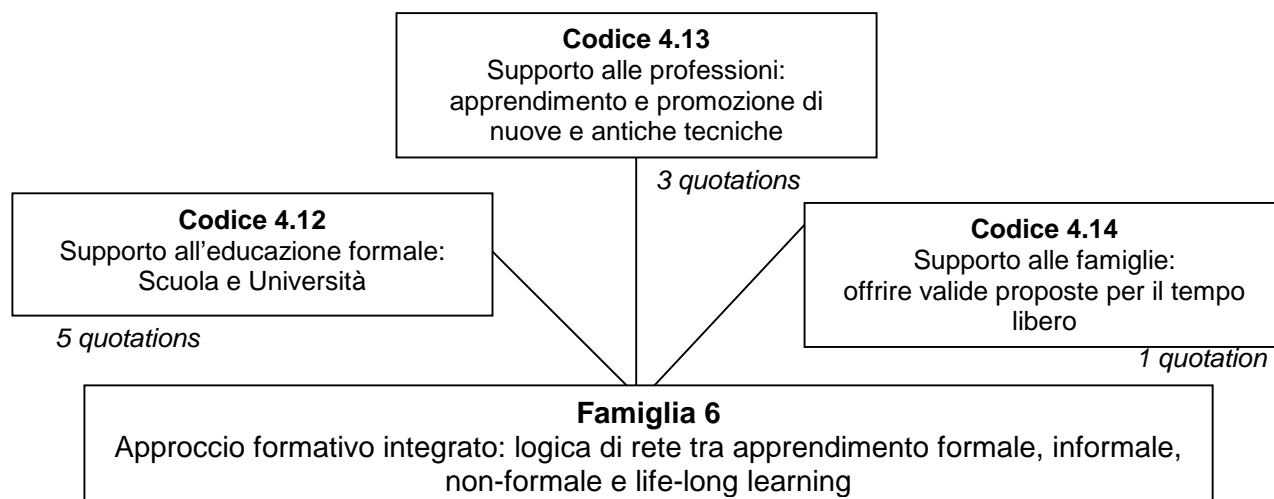 Codice 4.13
Supporto alle professioni:
apprendimento e promozione di
nuove e antiche tecniche
3 quotations
Codice 4.12
Supporto all’educazione formale:
Scuola e Università
5 quotations
Codice 4.14
Supporto alle famiglie:
offrire valide proposte per il tempo
libero
1 quotation
Famiglia 6
Approccio formativo integrato: logica di rete tra apprendimento formale, informale,
non-formale e life-long learning